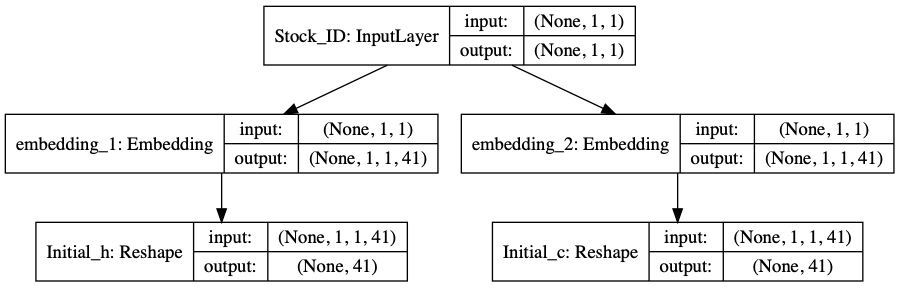 Stock_ID: InputLayer
input: (None, 1, 1)
output: (None, 1, 1)
embedding_1: Embedding
input: (None, 1, 1)
output: (None, 1, 1, 41)
embedding_2: Embedding
input: (None, 1, 1)
output: (None, 1, 1, 41)
Initial_h: Reshape
input: (None, 1, 1, 41)
output: (None, 41)
Initial_c: Reshape
input: (None, 1, 1, 41)
output: (None, 41)